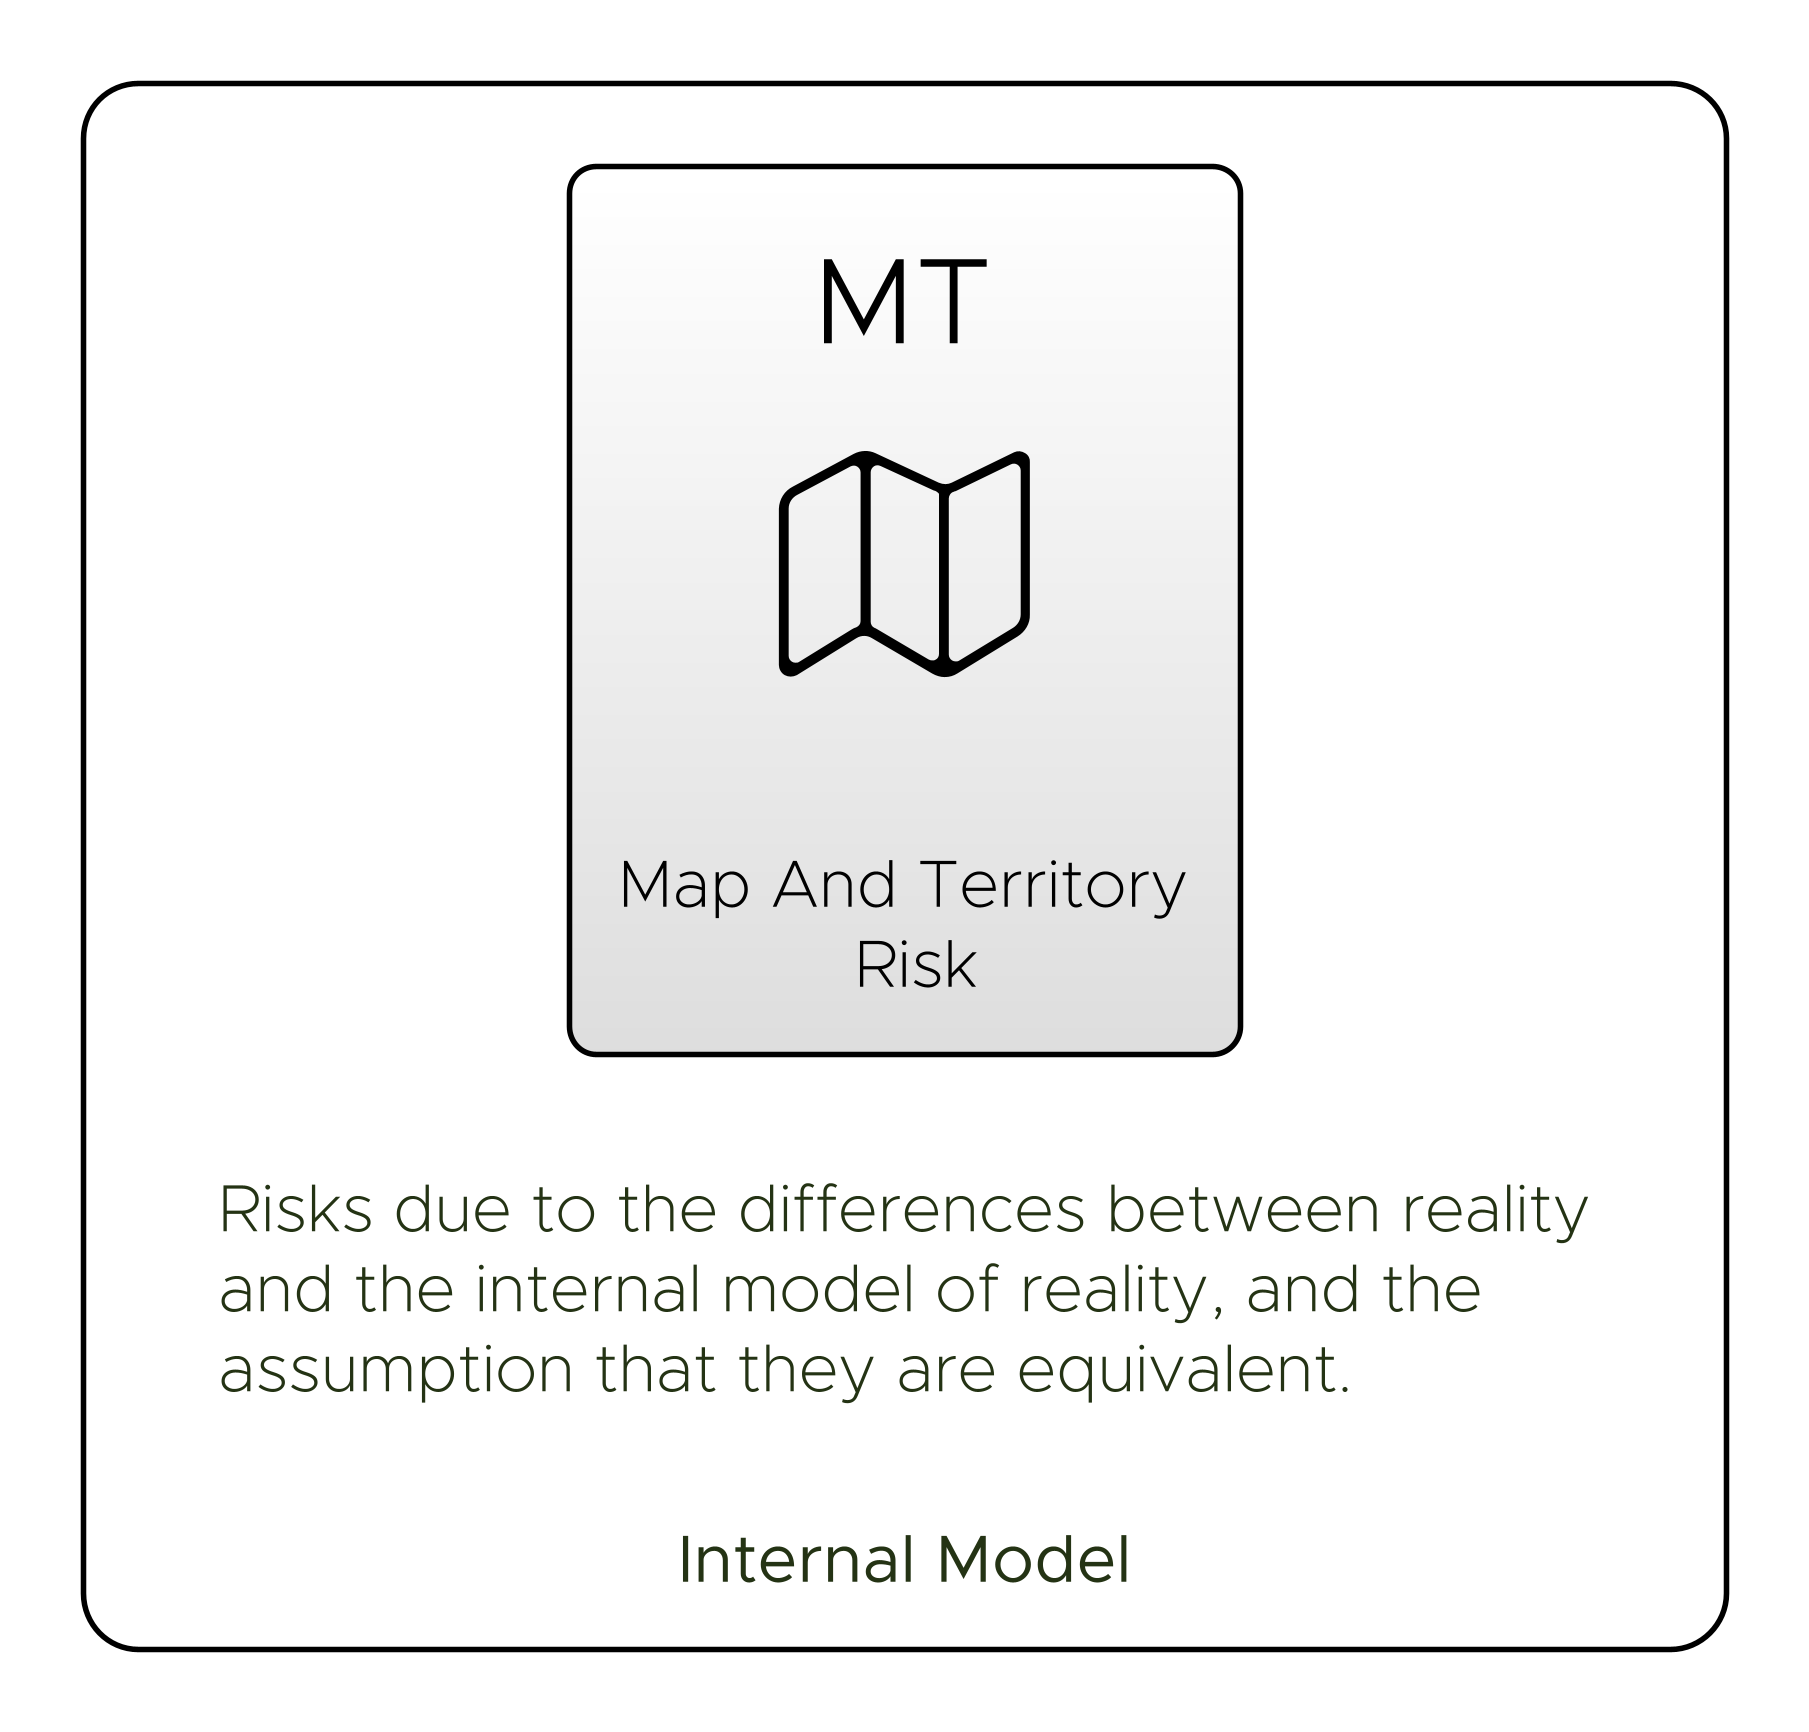 MT
Map And Territory
Risk
Risks due to the differences between reality
and the internal model of reality, and the
assumption that they are equivalent.
Internal Model